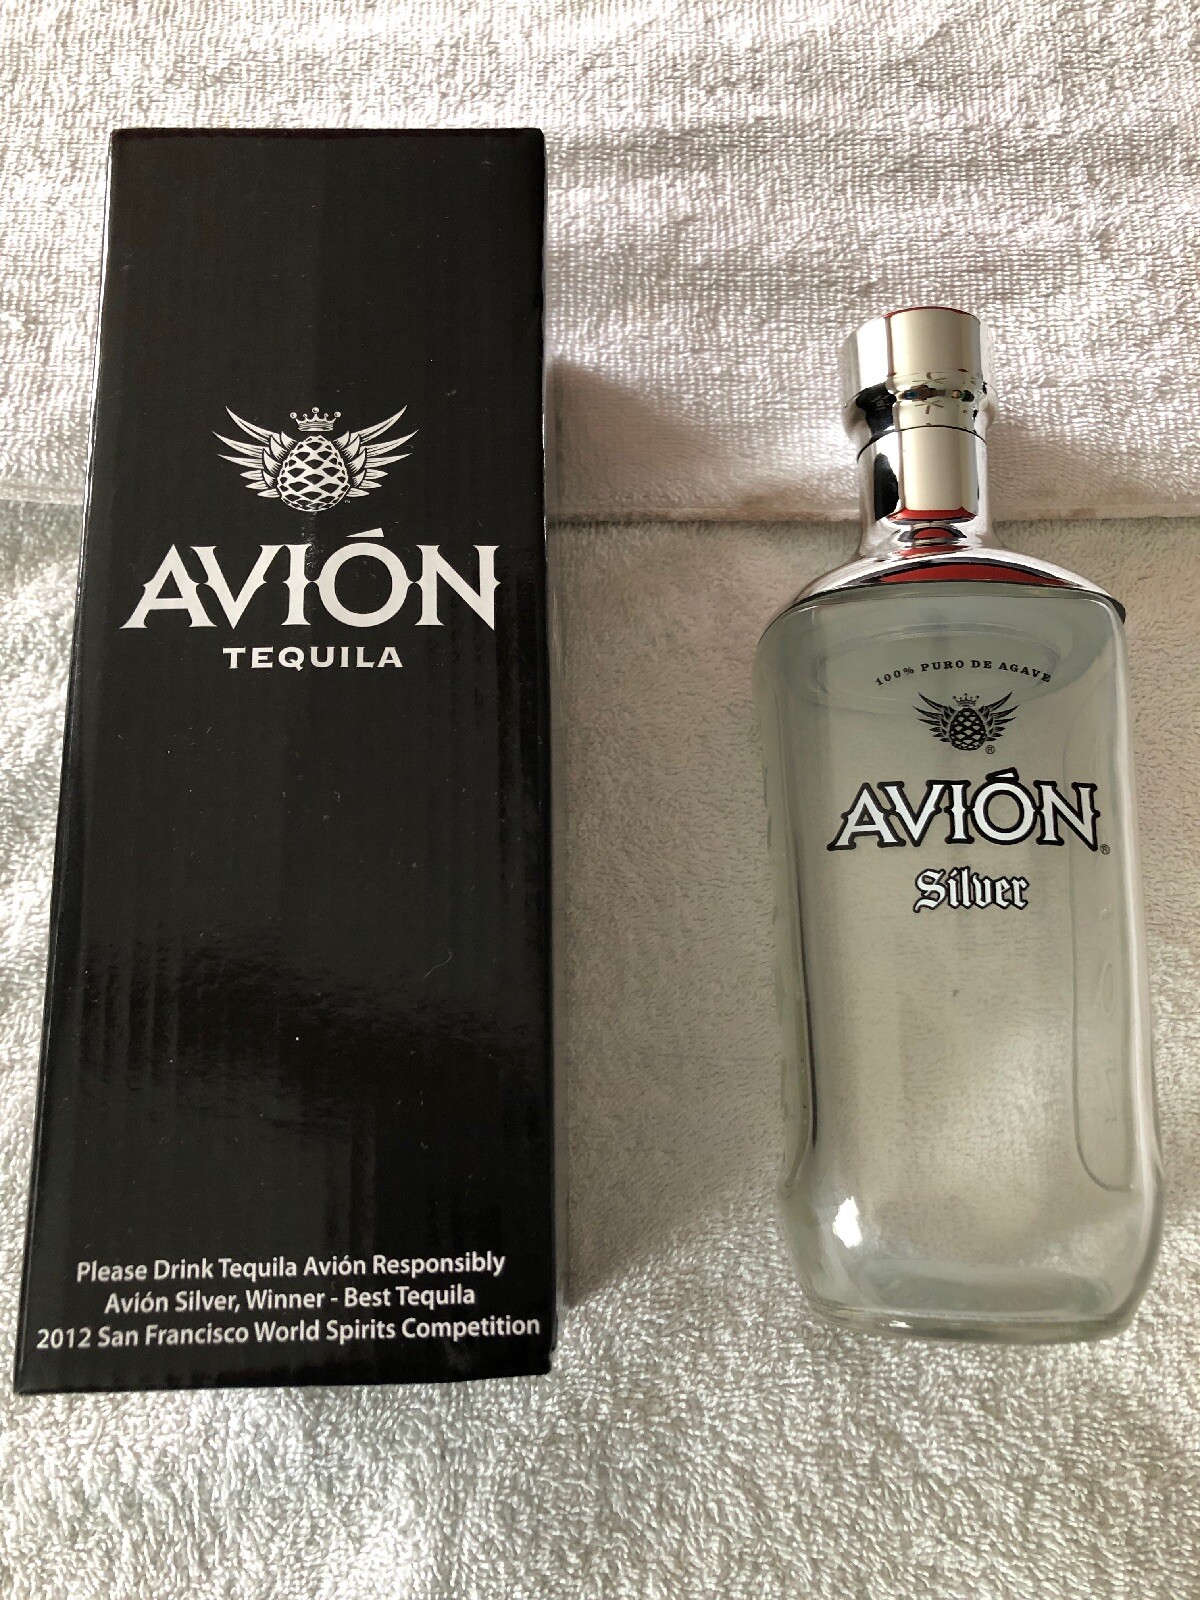 AVIÓN
TEQUILA
Please Drink Tequila Avión Responsibly
Avión Silver, Winner - Best Tequila
2012 San Francisco World Spirits Competition
100% PURO DE AGAVE
®
AVIÓN®
Silver